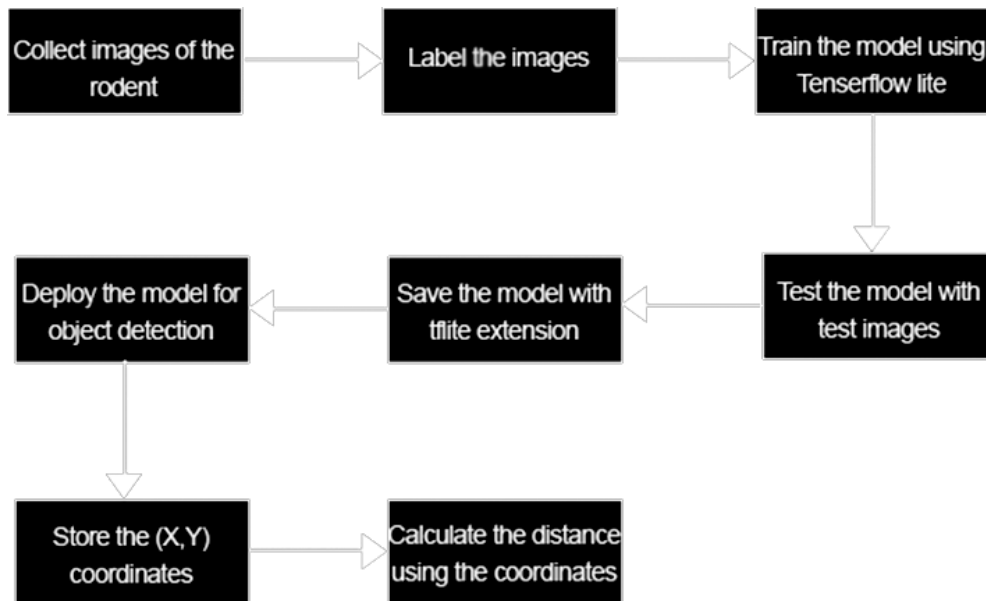 Collect images of the
rodent
Label the images
Train the model using
Tenserflow lite
Test the model with
test images
Save the model with
tflite extension
Deploy the model for
object detection
Store the (X,Y)
coordinates
Calculate the distance
using the coordinates